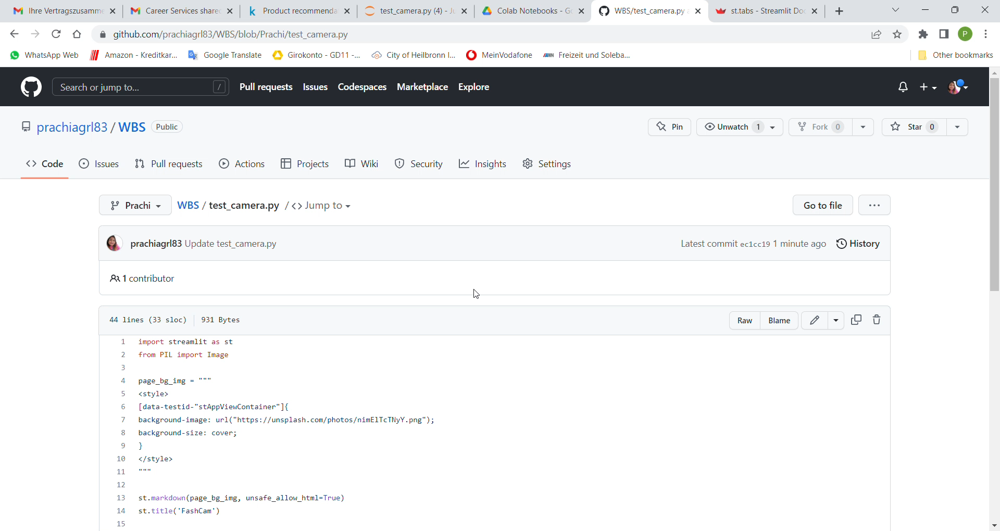 Ihre Vertragszusamme
Career Services share
Product recommenda
test_camera.py (4) - Ju
Colab Notebooks - Go
WBS/test_camera.py a
st.tabs - Streamlit Doc
github.com/prachiagrl83/WBS/blob/Prachi/test_camera.py
P
WhatsApp Web
Amazon - Kreditkar...
Google Translate
Girokonto - GD11 -...
City of Heilbronn I...
MeinVodafone
Freizeit und Soleba...
Other bookmarks
Search or jump to... /
Pull requests
Issues
Codespaces
Marketplace
Explore
prachiagrl83 / WBS Public
Pin
Unwatch 1
Fork 0
Star 0
Code
Issues
Pull requests
Actions
Projects
Wiki
Security
Insights
Settings
Prachi
WBS / test_camera.py / <> Jump to
Go to file
...
prachiagrl83 Update test_camera.py
Latest commit ec1cc19 1 minute ago
History
1 contributor
44 lines (33 sloc) 931 Bytes
Raw
Blame
1 import streamlit as st
2 from PIL import Image
3
4 page_bg_img = """
5 <style>
6 [data-testid-"stAppViewContainer"]{
7 background-image: url("https://unsplash.com/photos/nimElTcTNyY.png");
8 background-size: cover;
9 }
10 </style>
11 """
12
13 st.markdown(page_bg_img, unsafe_allow_html=True)
14 st.title('FashCam')
15